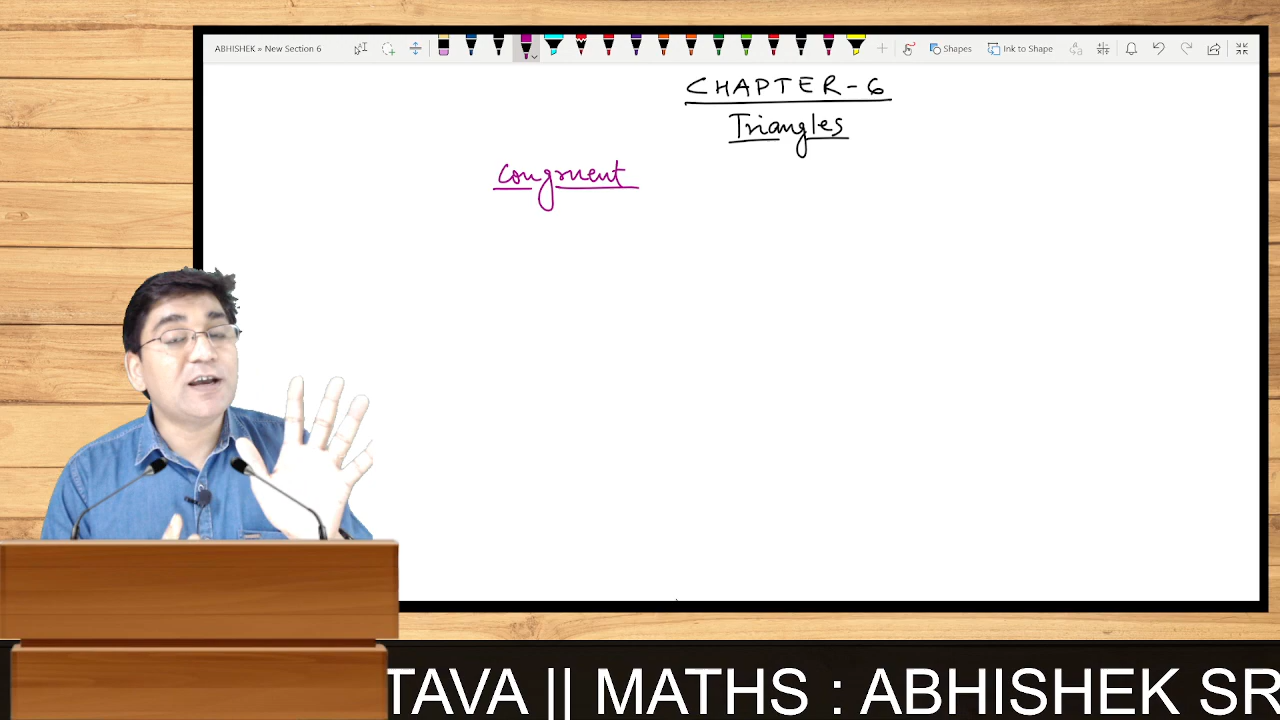 ABHISHEK » New Section 6
Shapes
Ink to Shape
CHAPTER-6
Triangles
Congruent
TAVA || MATHS : ABHISHEK SR